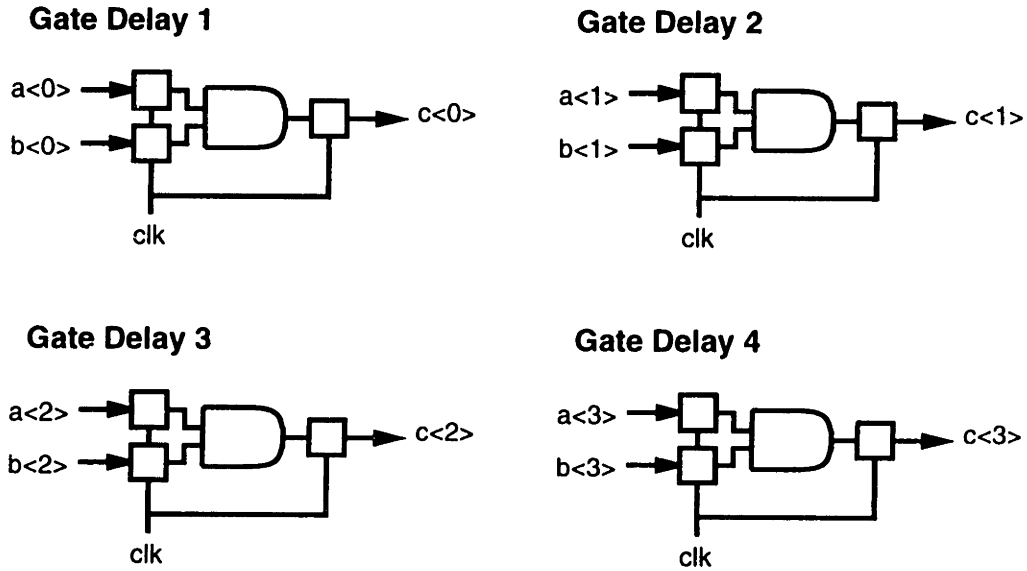 Gate Delay 1
a<0>
b<0>
c<0>
clk
Gate Delay 2
a<1>
b<1>
c<1>
clk
Gate Delay 3
a<2>
b<2>
c<2>
clk
Gate Delay 4
a<3>
b<3>
c<3>
clk